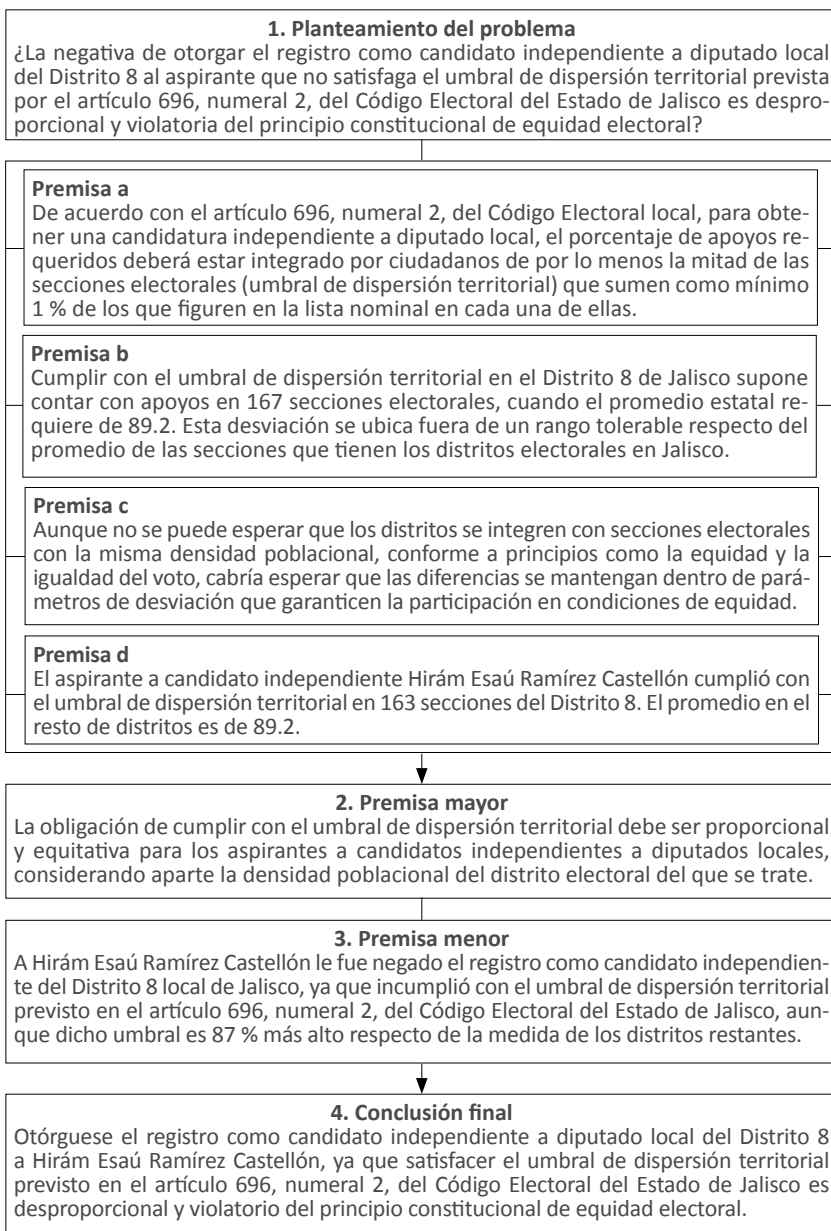 1. Planteamiento del problema
¿La negativa de otorgar el registro como candidato independiente a diputado local
del Distrito 8 al aspirante que no satisfaga el umbral de dispersión territorial prevista
por el artículo 696, numeral 2, del Código Electoral del Estado de Jalisco es despro-
porcional y violatoria del principio constitucional de equidad electoral?
Premisa a
De acuerdo con el artículo 696, numeral 2, del Código Electoral local, para obte-
ner una candidatura independiente a diputado local, el porcentaje de apoyos re-
queridos deberá estar integrado por ciudadanos de por lo menos la mitad de las
secciones electorales (umbral de dispersión territorial) que sumen como mínimo
1 % de los que figuren en la lista nominal en cada una de ellas.
Premisa b
Cumplir con el umbral de dispersión territorial en el Distrito 8 de Jalisco supone
contar con apoyos en 167 secciones electorales, cuando el promedio estatal re-
quiere de 89.2. Esta desviación se ubica fuera de un rango tolerable respecto del
promedio de las secciones que tienen los distritos electorales en Jalisco.
Premisa c
Aunque no se puede esperar que los distritos se integren con secciones electorales
con la misma densidad poblacional, conforme a principios como la equidad y la
igualdad del voto, cabría esperar que las diferencias se mantengan dentro de pará-
metros de desviación que garanticen la participación en condiciones de equidad.
Premisa d
El aspirante a candidato independiente Hirám Esaú Ramírez Castellón cumplió con
el umbral de dispersión territorial en 163 secciones del Distrito 8. El promedio en el
resto de distritos es de 89.2.
2. Premisa mayor
La obligación de cumplir con el umbral de dispersión territorial debe ser proporcional
y equitativa para los aspirantes a candidatos independientes a diputados locales,
considerando aparte la densidad poblacional del distrito electoral del que se trate.
3. Premisa menor
A Hirám Esaú Ramírez Castellón le fue negado el registro como candidato independien-
te del Distrito 8 local de Jalisco, ya que incumplió con el umbral de dispersión territorial
previsto en el artículo 696, numeral 2, del Código Electoral del Estado de Jalisco, aun-
que dicho umbral es 87 % más alto respecto de la medida de los distritos restantes.
4. Conclusión final
Otórguese el registro como candidato independiente a diputado local del Distrito 8
a Hirám Esaú Ramírez Castellón, ya que satisfacer el umbral de dispersión territorial
previsto en el artículo 696, numeral 2, del Código Electoral del Estado de Jalisco es
desproporcional y violatorio del principio constitucional de equidad electoral.